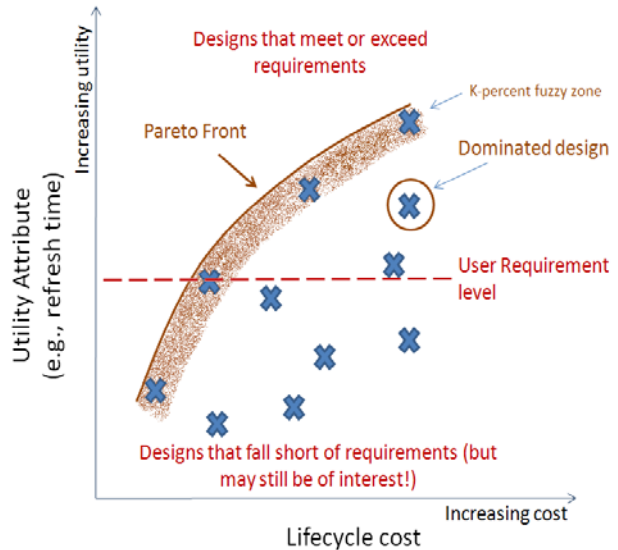 Designs that meet or exceed
requirements
Increasing utility
K-percent fuzzy zone
Pareto Front
Dominated design
Utility Attribute
(e.g., refresh time)
User Requirement
level
Designs that fall short of requirements (but
may still be of interest!)
Increasing cost
Lifecycle cost